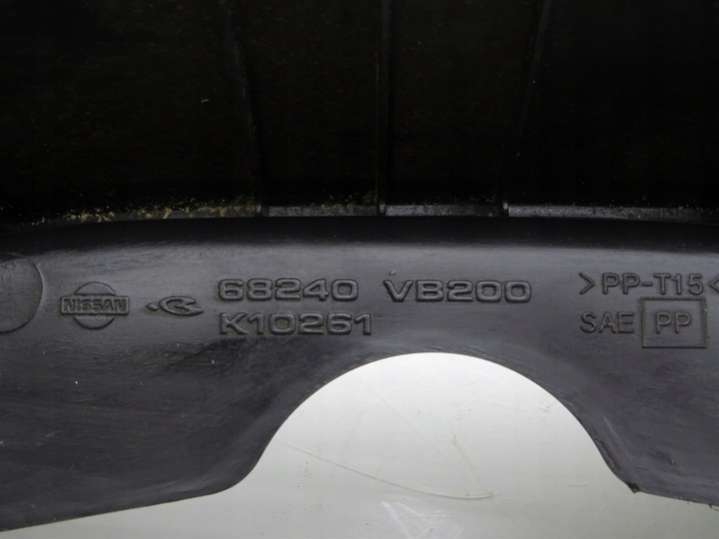 NISSAN
68240 VB200
K10261
>PP-T15<
SAE PP